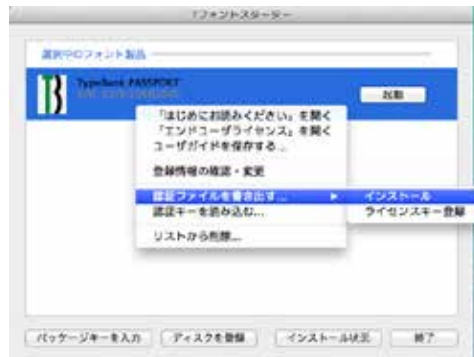 Tフォントスターター
選択中のフォント製品
TypeBank PASSPORT
起動
「はじめにお読みください」を開く
「エンドユーザライセンス」を開く
ユーザガイドを保存する...
登録情報の確認・変更
認証ファイルを書き出す... インストール
認証キーを読み込む... ライセンスキー登録
リストから削除...
パッケージキーを入力 ディスクを登録 インストール状況 終了